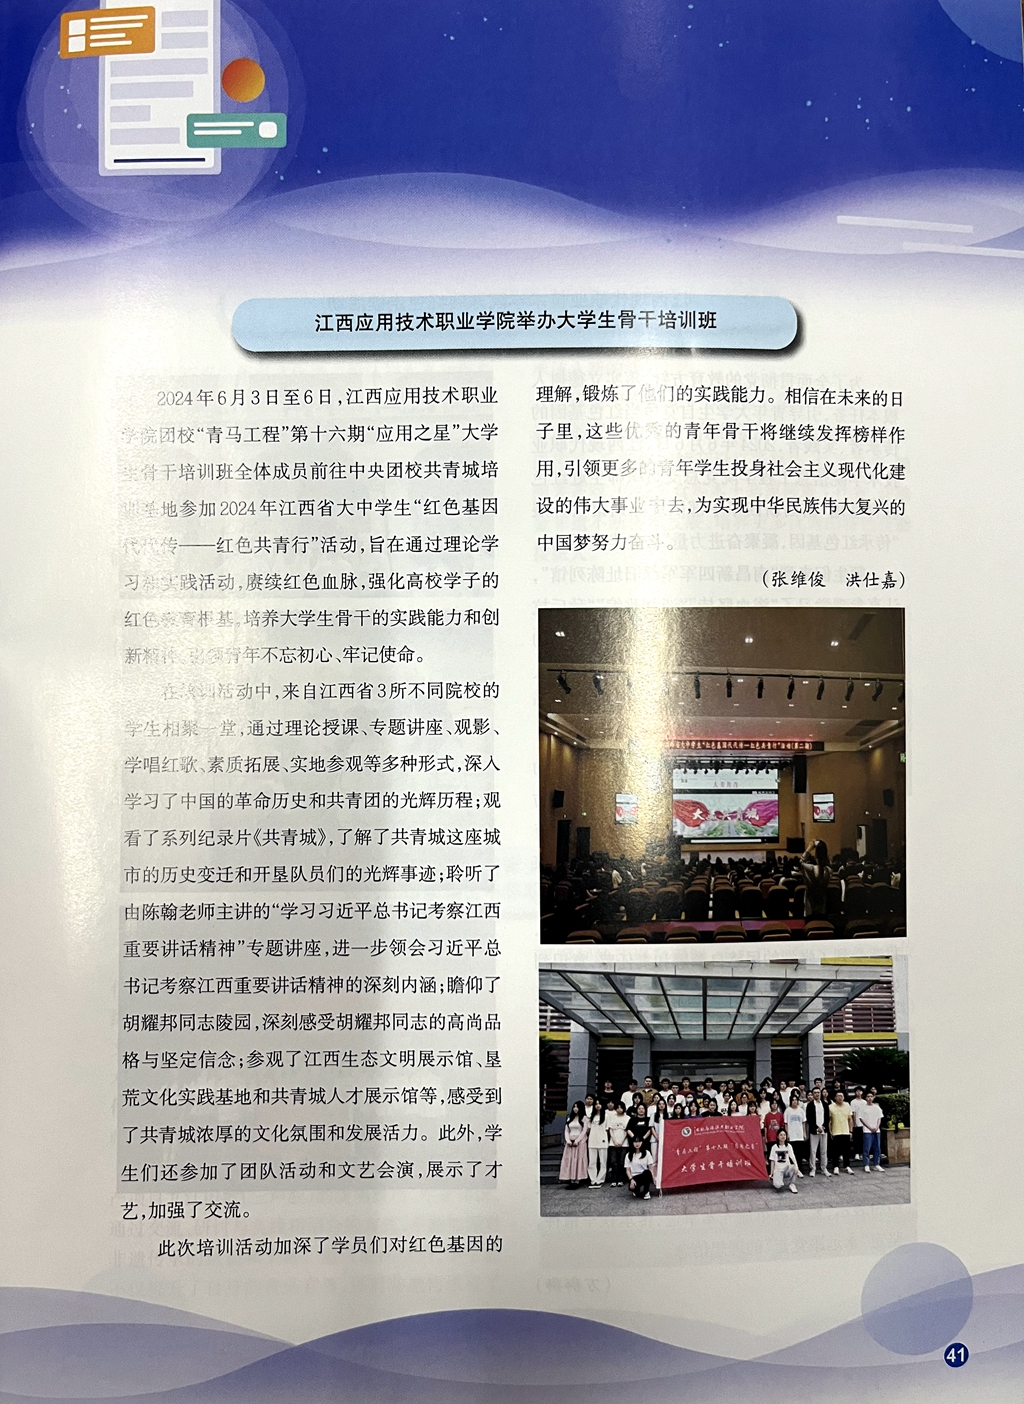 江西应用技术职业学院举办大学生骨干培训班
2024年6月3日至6日,江西应用技术职业
学院团校“青马工程”第十六期“应用之星”大学
生骨干培训班全体成员前往中央团校共青城培
训基地参加2024年江西省大中学生“红色基因
代代传——红色共青行”活动,旨在通过理论学
习和实践活动,赓续红色血脉,强化高校学子的
红色教育根基,培养大学生骨干的实践能力和创
新精神,引领青年不忘初心、牢记使命。
在培训活动中,来自江西省3所不同院校的
学生相聚一堂,通过理论授课、专题讲座、观影、
学唱红歌、素质拓展、实地参观等多种形式,深入
学习了中国的革命历史和共青团的光辉历程;观
看了系列纪录片《共青城》,了解了共青城这座城
市的历史变迁和开垦队员们的光辉事迹;聆听了
由陈翰老师主讲的“学习习近平总书记考察江西
重要讲话精神”专题讲座,进一步领会习近平总
书记考察江西重要讲话精神的深刻内涵;瞻仰了
胡耀邦同志陵园,深刻感受胡耀邦同志的高尚品
格与坚定信念;参观了江西生态文明展示馆、垦
荒文化实践基地和共青城人才展示馆等,感受到
了共青城浓厚的文化氛围和发展活力。此外,学
生们还参加了团队活动和文艺会演,展示了才
艺,加强了交流。
此次培训活动加深了学员们对红色基因的
理解,锻炼了他们的实践能力。相信在未来的日
子里,这些优秀的青年骨干将继续发挥榜样作
用,引领更多的青年学生投身社会主义现代化建
设的伟大事业中去,为实现中华民族伟大复兴的
中国梦努力奋斗。
(张维俊 洪仕嘉)
大学生骨干培训班
41